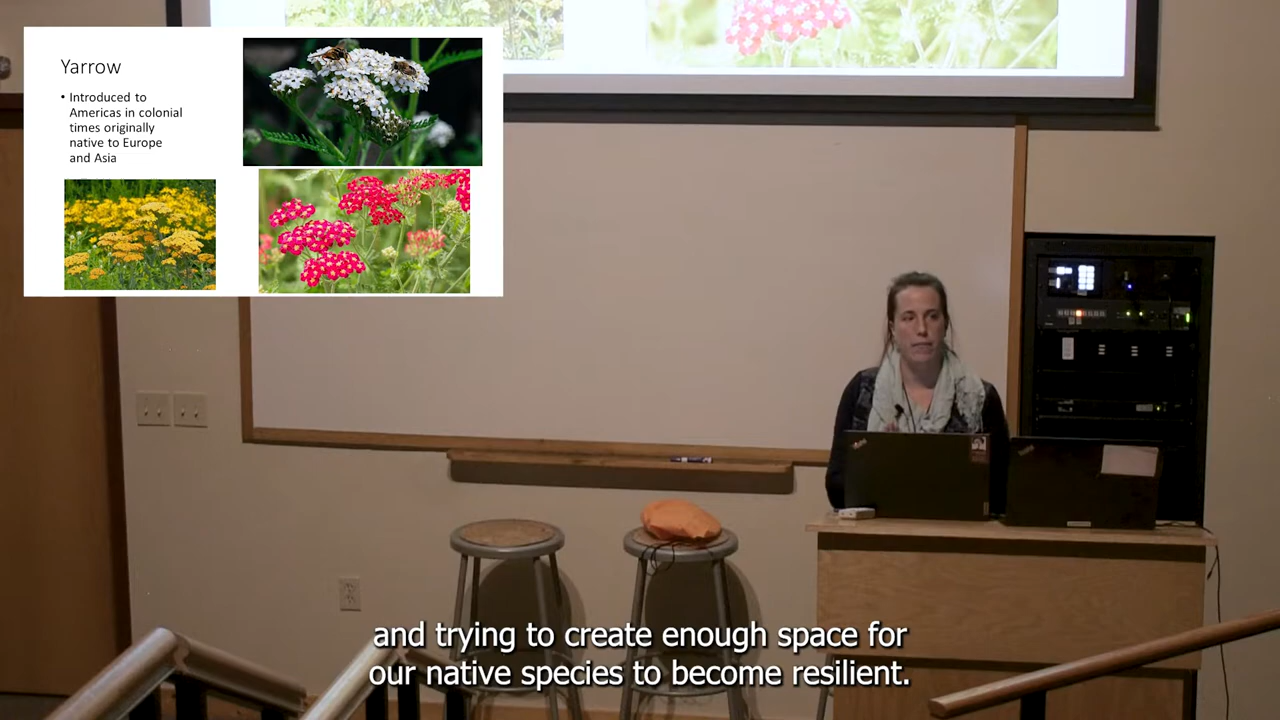 Yarrow
• Introduced to
Americas in colonial
times originally
native to Europe
and Asia
and trying to create enough space for
our native species to become resilient.